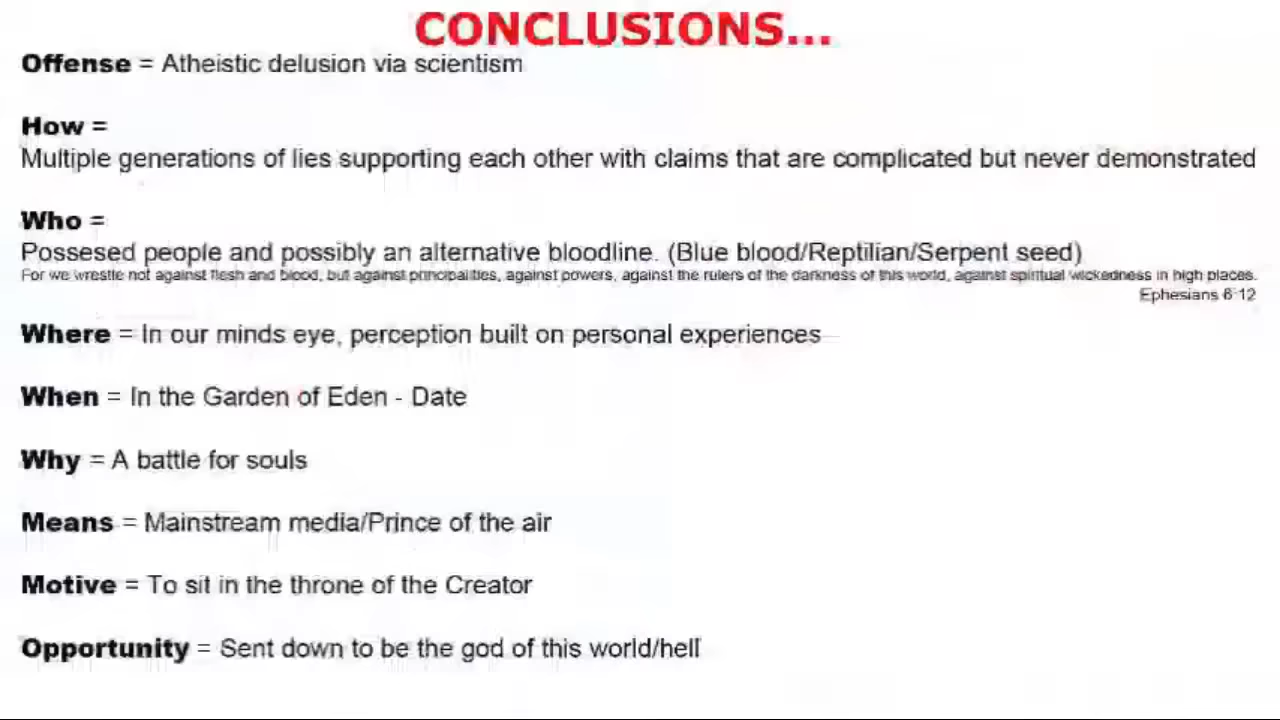 CONCLUSIONS...
Offense = Atheistic delusion via scientism
How =
Multiple generations of lies supporting each other with claims that are complicated but never demonstrated
Who =
Possesed people and possibly an alternative bloodline. (Blue blood/Reptilian/Serpent seed)
For we wrestle not against flesh and blood, but against principalities, against powers, against the rulers of the darkness of this world, against spiritual wickedness in high places.
Ephesians 6:12
Where = In our minds eye, perception built on personal experiences
When = In the Garden of Eden - Date
Why = A battle for souls
Means = Mainstream media/Prince of the air
Motive = To sit in the throne of the Creator
Opportunity = Sent down to be the god of this world/hell